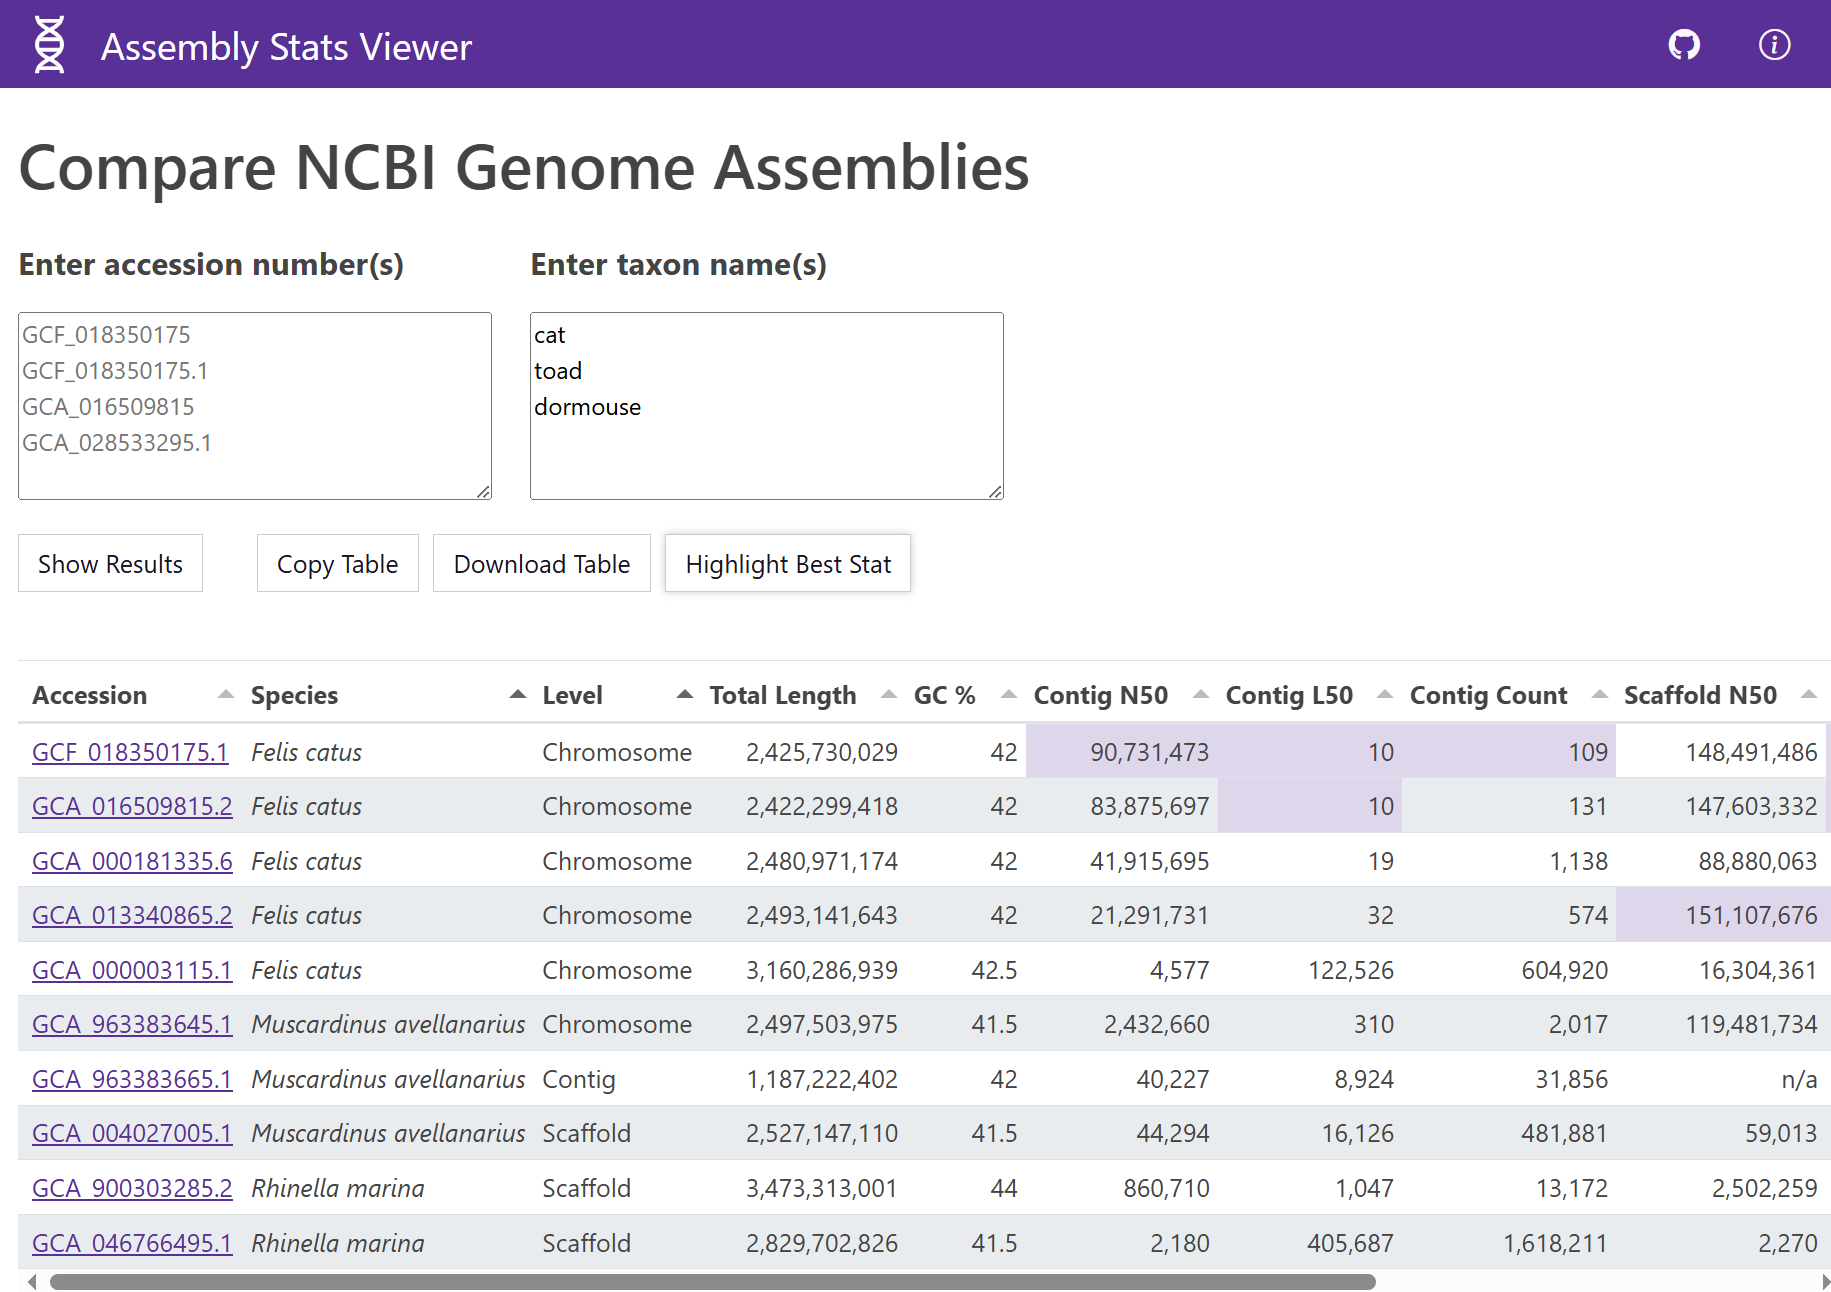 Assembly Stats Viewer
Compare NCBI Genome Assemblies
Enter accession number(s) Enter taxon name(s)
GCF_018350175
GCF_018350175.1
GCA_016509815
GCA_028533295.1
cat
toad
dormouse
Show Results Copy Table Download Table Highlight Best Stat
Accession Species Level Total Length GC % Contig N50 Contig L50 Contig Count Scaffold N50
GCF_018350175.1 Felis catus Chromosome 2,425,730,029 42 90,731,473 10 109 148,491,486
GCA_016509815.2 Felis catus Chromosome 2,422,299,418 42 83,875,697 10 131 147,603,332
GCA_000181335.6 Felis catus Chromosome 2,480,971,174 42 41,915,695 19 1,138 88,880,063
GCA_013340865.2 Felis catus Chromosome 2,493,141,643 42 21,291,731 32 574 151,107,676
GCA_000003115.1 Felis catus Chromosome 3,160,286,939 42.5 4,577 122,526 604,920 16,304,361
GCA_963383645.1 Muscardinus avellanarius Chromosome 2,497,503,975 41.5 2,432,660 310 2,017 119,481,734
GCA_963383665.1 Muscardinus avellanarius Contig 1,187,222,402 42 40,227 8,924 31,856 n/a
GCA_004027005.1 Muscardinus avellanarius Scaffold 2,527,147,110 41.5 44,294 16,126 481,881 59,013
GCA_900303285.2 Rhinella marina Scaffold 3,473,313,001 44 860,710 1,047 13,172 2,502,259
GCA_046766495.1 Rhinella marina Scaffold 2,829,702,826 41.5 2,180 405,687 1,618,211 2,270